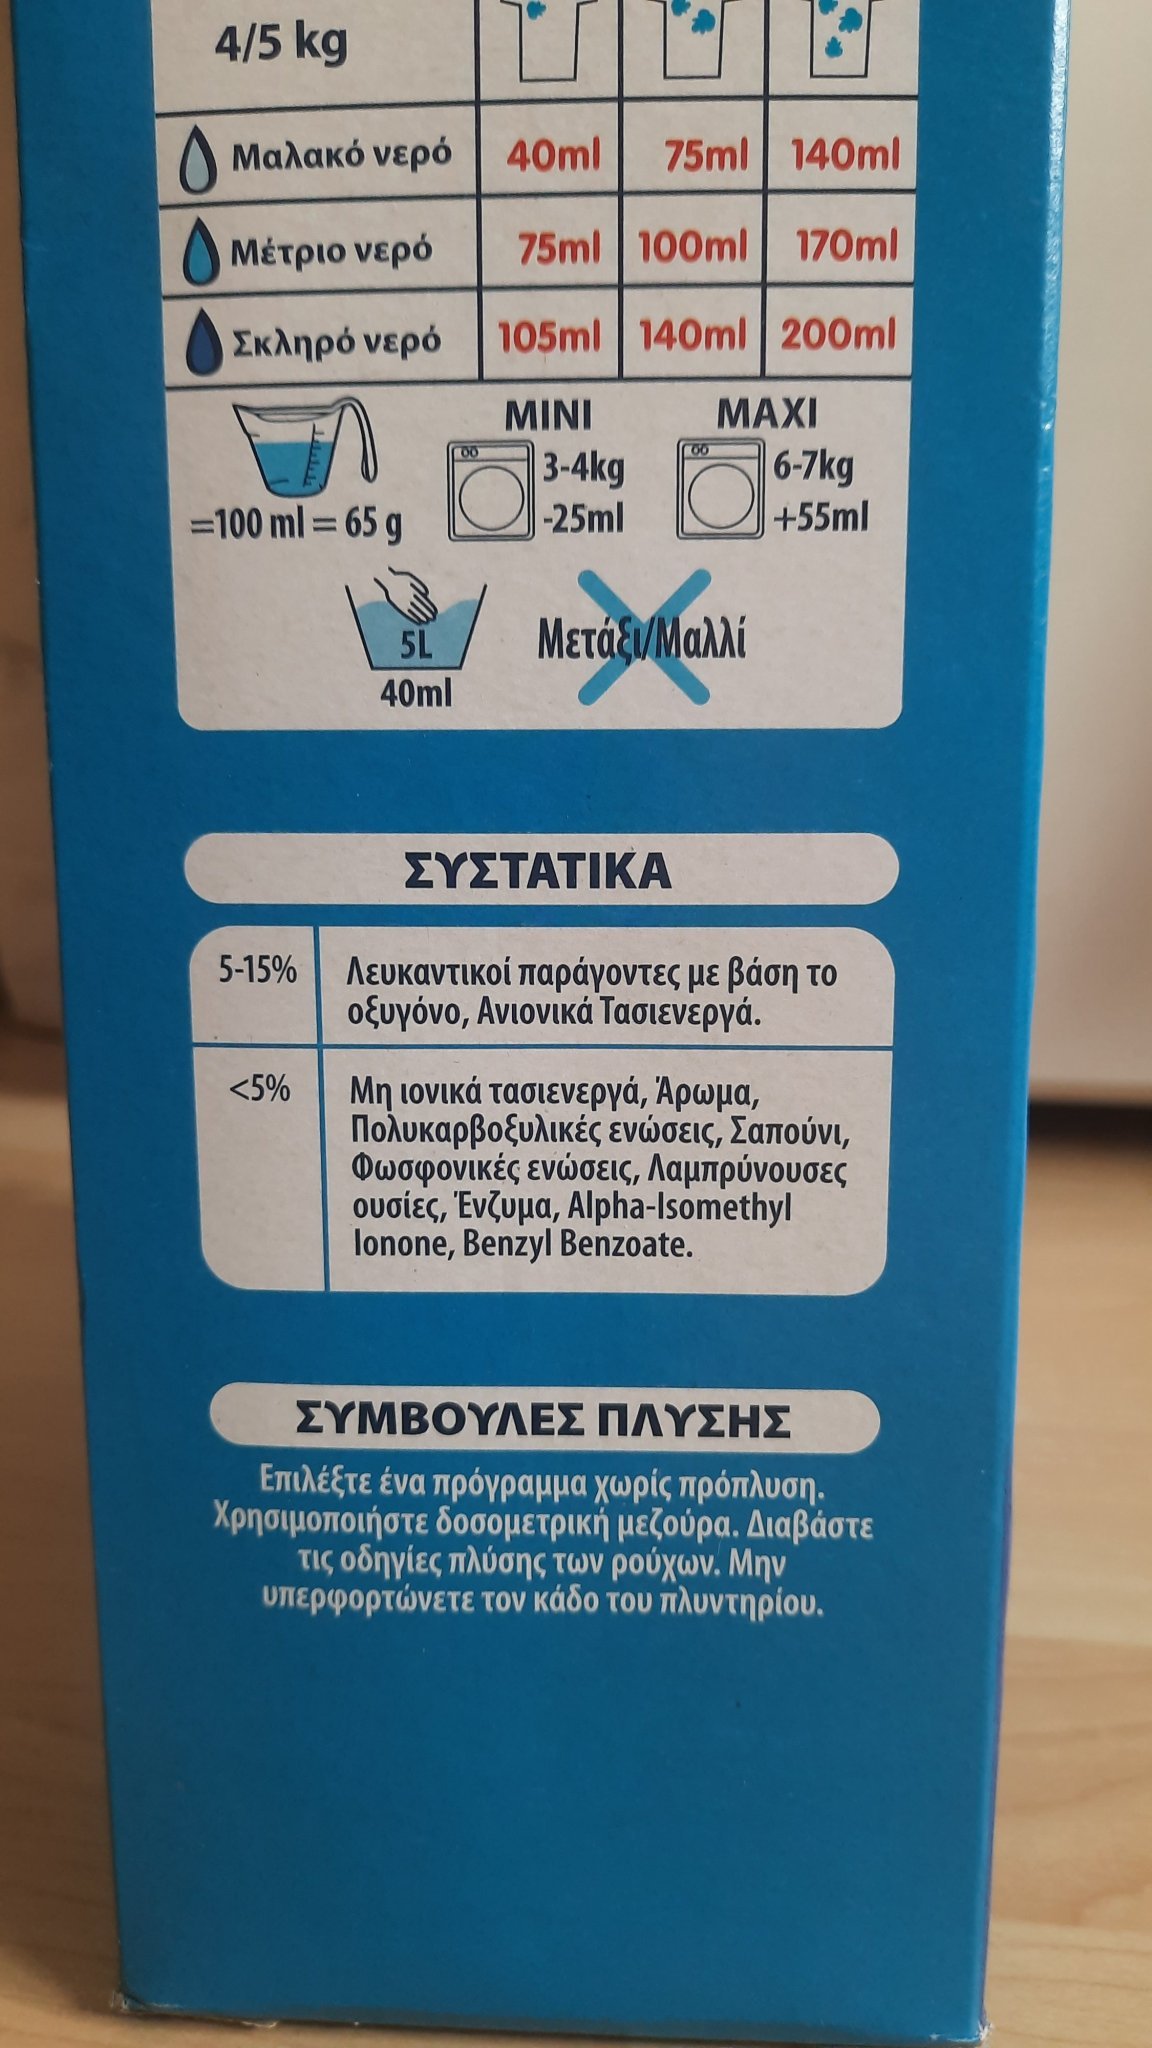 4/5 kg
Μαλακό νερό 40ml 75ml 140ml
Μέτριο νερό 75ml 100ml 170ml
Σκληρό νερό 105ml 140ml 200ml
MINI MAXI
3-4kg 6-7kg
=100 ml = 65 g -25ml +55ml
5L Μετάξι/Μαλλί
40ml
ΣΥΣΤΑΤΙΚΑ
5-15% Λευκαντικοί παράγοντες με βάση το
οξυγόνο, Ανιονικά Τασιενεργά.
<5% Μη ιονικά τασιενεργά, Άρωμα,
Πολυκαρβοξυλικές ενώσεις, Σαπούνι,
Φωσφονικές ενώσεις, Λαμπρύνουσες
ουσίες, Ένζυμα, Alpha-Isomethyl
Ionone, Benzyl Benzoate.
ΣΥΜΒΟΥΛΕΣ ΠΛΥΣΗΣ
Επιλέξτε ένα πρόγραμμα χωρίς πρόπλυση.
Χρησιμοποιήστε δοσομετρική μεζούρα. Διαβάστε
τις οδηγίες πλύσης των ρούχων. Μην
υπερφορτώνετε τον κάδο του πλυντηρίου.